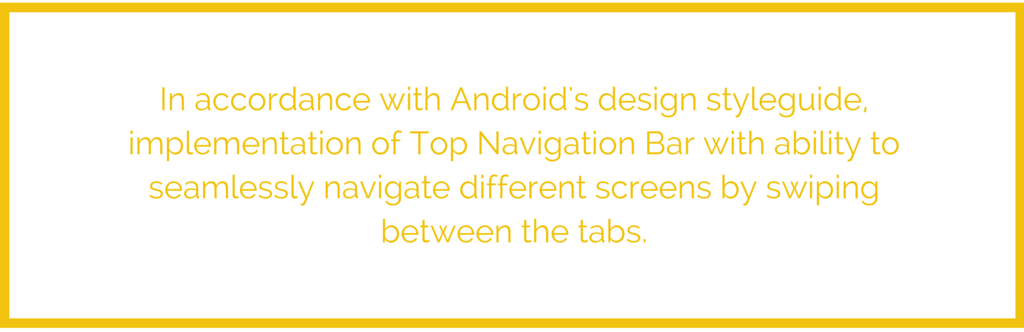 In accordance with Android's design styleguide,
implementation of Top Navigation Bar with ability to
seamlessly navigate different screens by swiping
between the tabs.